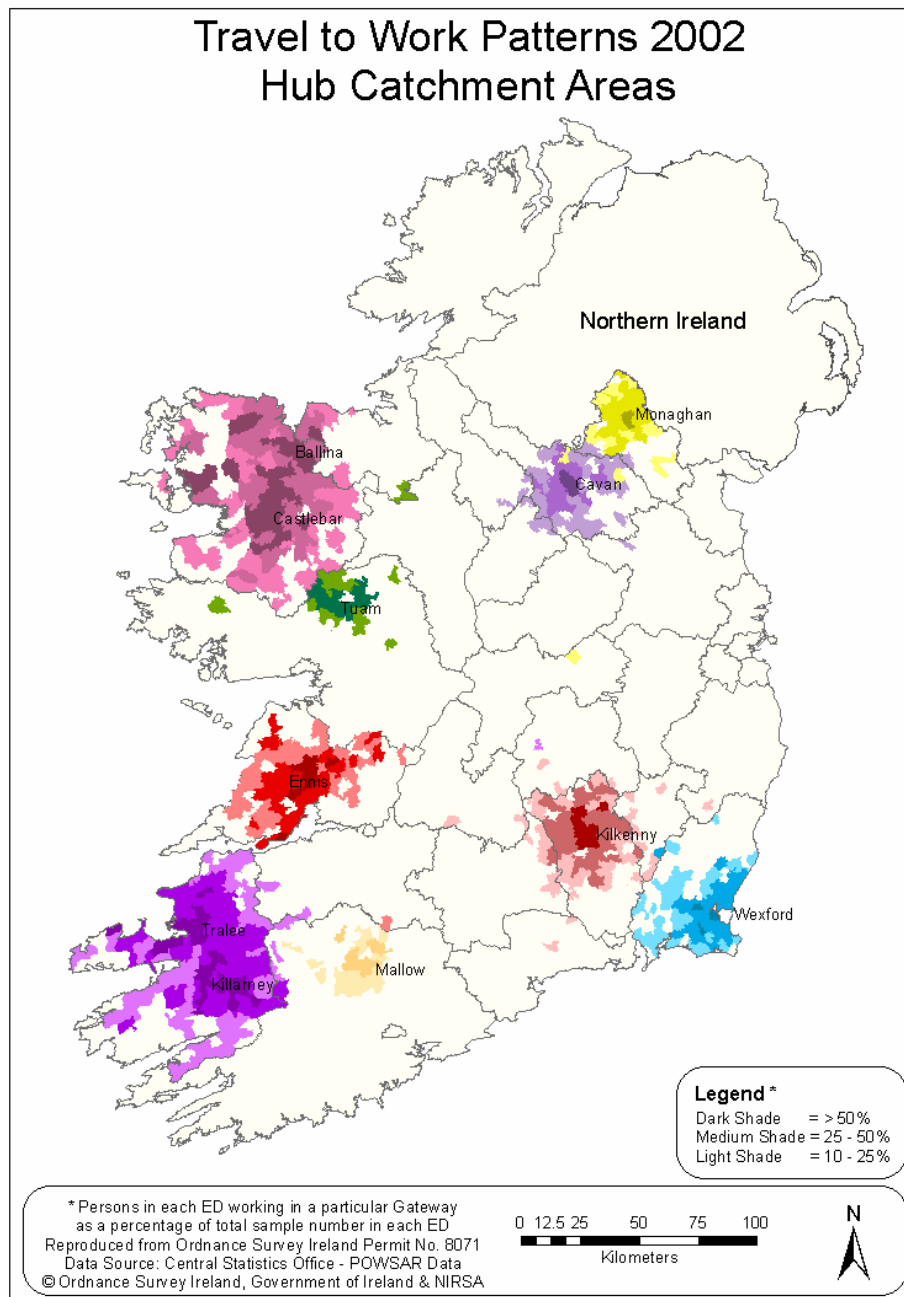 Travel to Work Patterns 2002
Hub Catchment Areas
Northern Ireland
Monaghan
Ballina
Cavan
Castlebar
Tuam
Ennis
Kilkenny
Wexford
Tralee
Mallow
Killarney
Legend *
Dark Shade = > 50%
Medium Shade = 25 - 50%
Light Shade = 10 - 25%
* Persons in each ED working in a particular Gateway
as a percentage of total sample number in each ED
Reproduced from Ordnance Survey Ireland Permit No. 8071
Data Source: Central Statistics Office - POWSAR Data
© Ordnance Survey Ireland, Government of Ireland & NIRSA
0 12.5 25 50 75 100
Kilometers
N